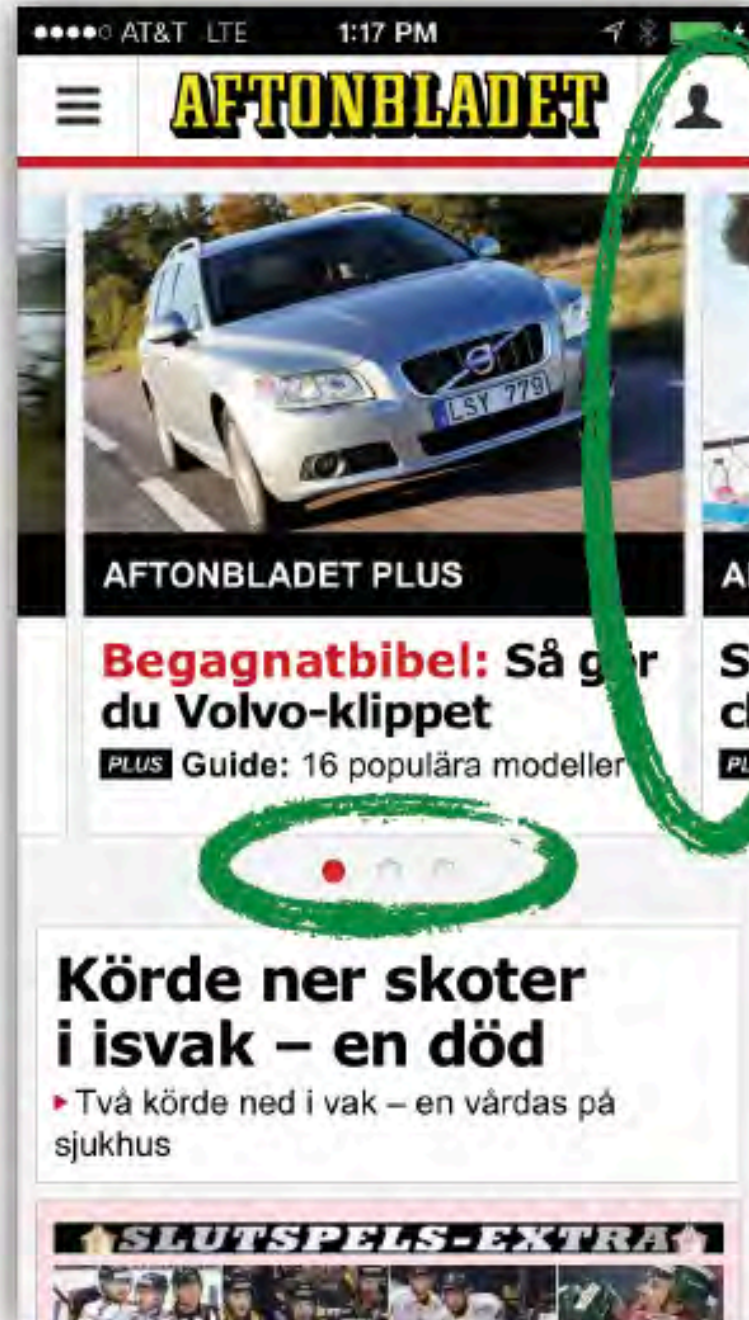 AT&T LTE 1:17 PM
AFTONBLADET
LSY 779
AFTONBLADET PLUS
Begagnatbibel: Så gör
du Volvo-klippet
PLUS Guide: 16 populära modeller
Körde ner skoter
i isvak – en död
Två körde ned i vak – en vårdas på
sjukhus
SLUTSPELS-EXTRA